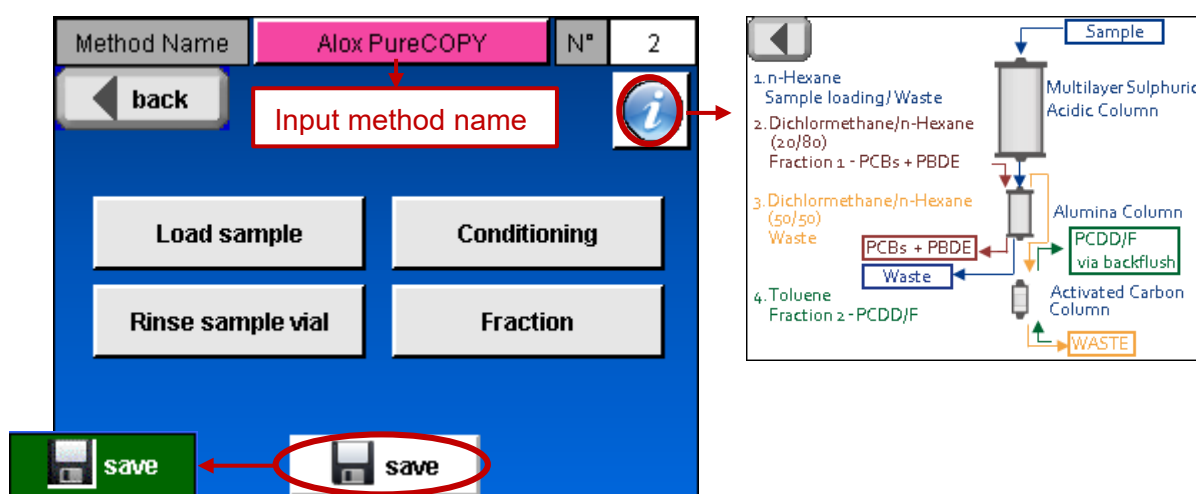 Method Name
Alox PureCOPY
N°
2
back
Input method name
i
Load sample
Conditioning
Rinse sample vial
Fraction
save
save
Sample
1.n-Hexane
Sample loading/Waste
Multilayer Sulphuric
Acidic Column
2.Dichlormethane/n-Hexane
(20/80)
Fraction 1 - PCBs + PBDE
3.Dichlormethane/n-Hexane
(50/50)
Waste
Alumina Column
PCBs + PBDE
PCDD/F
via backflush
Waste
4.Toluene
Fraction 2 -PCDD/F
Activated Carbon
Column
WASTE